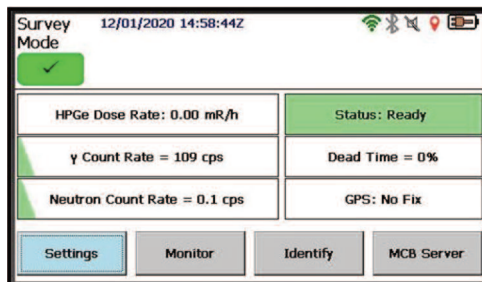 Survey Mode
12/01/2020 14:58:44Z
HPGe Dose Rate: 0.00 mR/h
Status: Ready
γ Count Rate = 109 cps
Dead Time = 0%
Neutron Count Rate = 0.1 cps
GPS: No Fix
Settings
Monitor
Identify
MCB Server